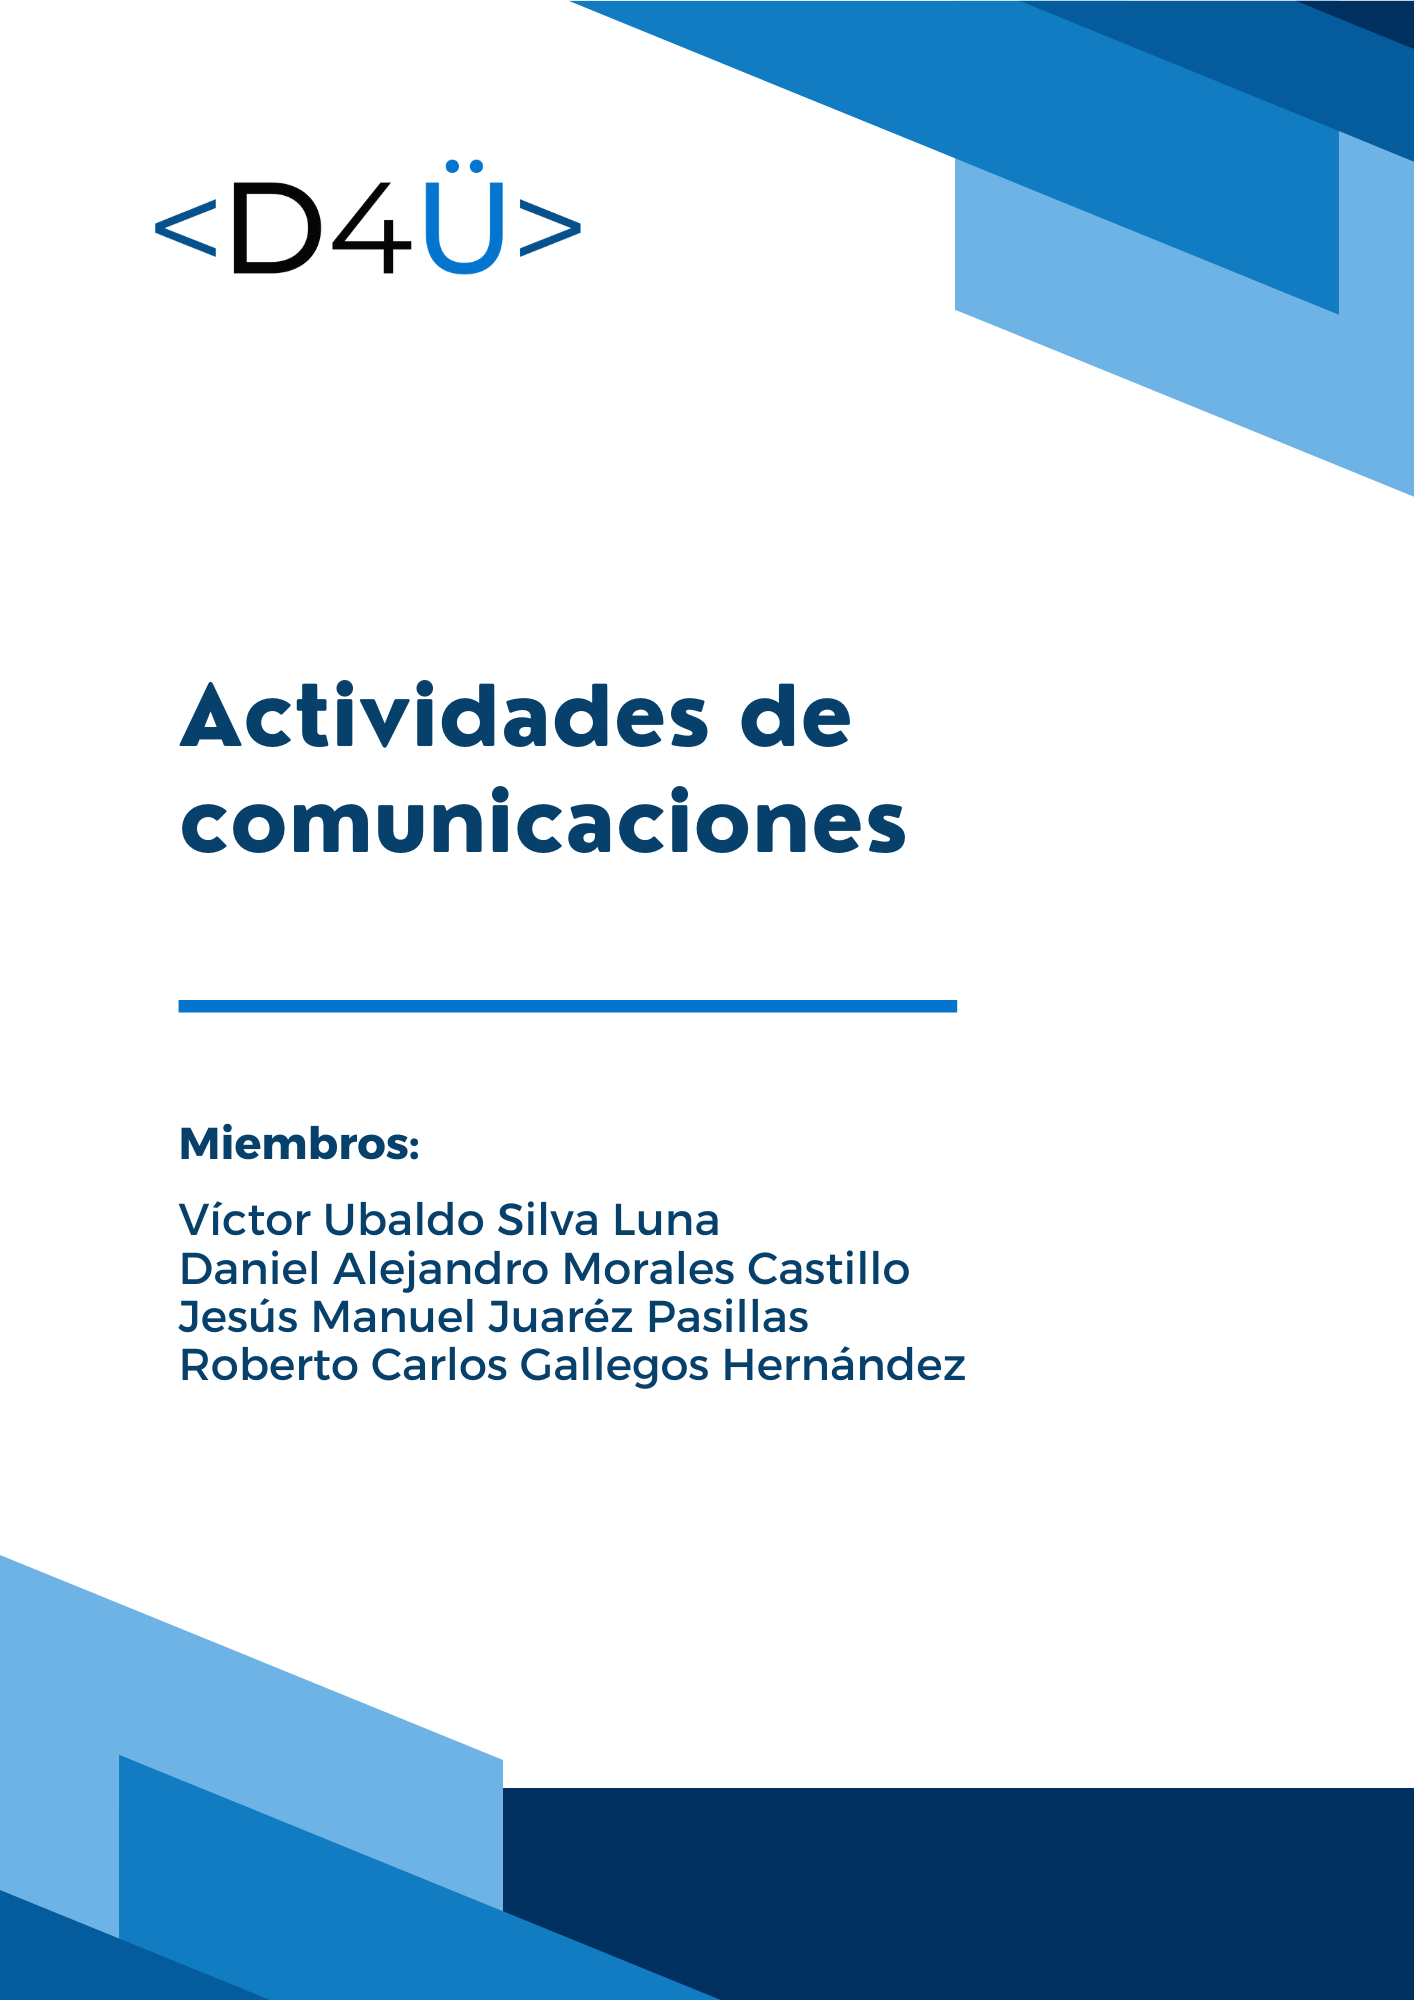 <D4Ü>
Actividades de
comunicaciones
Miembros:
Víctor Ubaldo Silva Luna
Daniel Alejandro Morales Castillo
Jesús Manuel Juaréz Pasillas
Roberto Carlos Gallegos Hernández